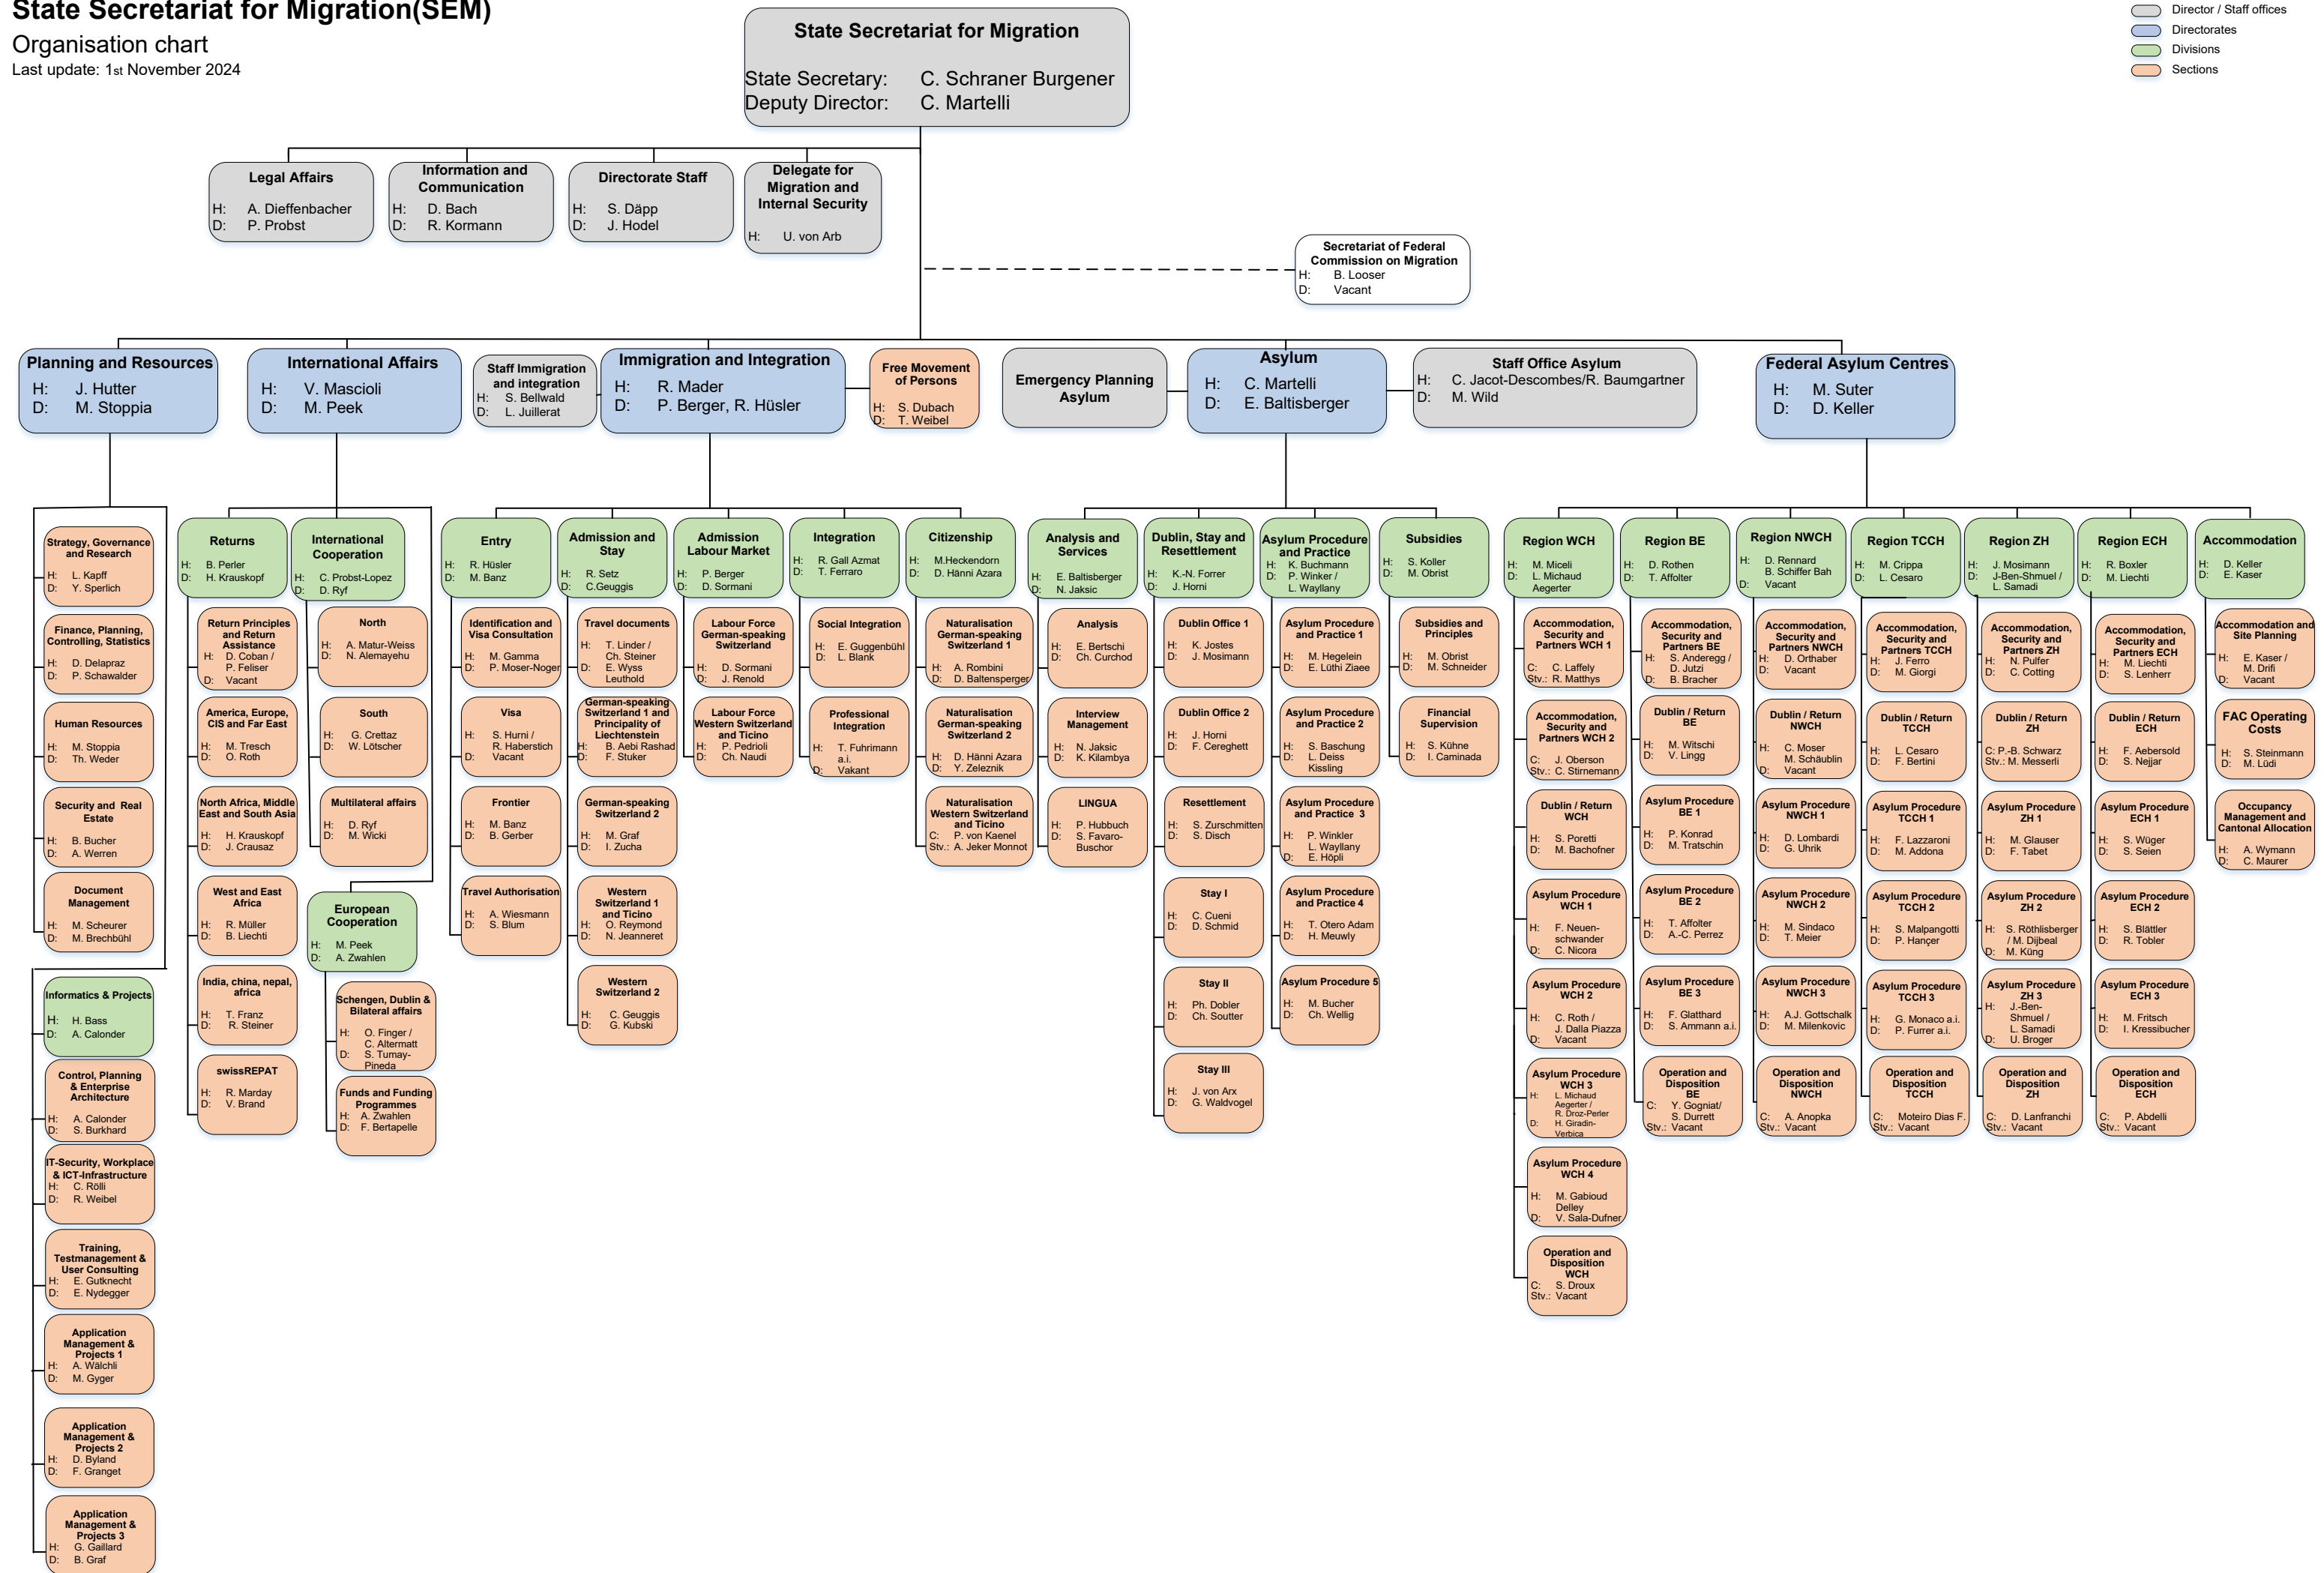 State Secretariat for Migration(SEM)
Organisation chart
Last update: 1st November 2024
Director / Staff offices
Directorates
Divisions
Sections
State Secretariat for Migration
State Secretary: C. Schraner Burgener
Deputy Director: C. Martelli
Legal Affairs
H: A. Dieffenbacher
D: P. Probst
Information and
Communication
H: D. Bach
D: R. Kormann
Directorate Staff
H: S. Däpp
D: J. Hodel
Delegate for
Migration and
Internal Security
H: U. von Arb
Secretariat of Federal
Commission on Migration
H: B. Looser
D: Vacant
Planning and Resources
H: J. Hutter
D: M. Stoppia
International Affairs
H: V. Mascioli
D: M. Peek
Staff Immigration
and integration
H: S. Bellwald
D: L. Juillerat
Immigration and Integration
H: R. Mader
D: P. Berger, R. Hüsler
Free Movement
of Persons
H: S. Dubach
D: T. Weibel
Emergency Planning
Asylum
Asylum
H: C. Martelli
D: E. Baltisberger
Staff Office Asylum
H: C. Jacot-Descombes/R. Baumgartner
D: M. Wild
Federal Asylum Centres
H: M. Suter
D: D. Keller
Strategy, Governance
and Research
H: L. Kapff
D: Y. Sperlich
Finance, Planning,
Controlling, Statistics
H: D. Delapraz
D: P. Schawalder
Human Resources
H: M. Stoppia
D: Th. Weder
Security and Real
Estate
H: B. Bucher
D: A. Werren
Document
Management
H: M. Scheurer
D: M. Brechbühl
Informatics & Projects
H: H. Bass
D: A. Calonder
Control, Planning
& Enterprise
Architecture
H: A. Calonder
D: S. Burkhard
IT-Security, Workplace
& ICT-Infrastructure
H: C. Rölli
D: R. Weibel
Training,
Testmanagement &
User Consulting
H: E. Gutknecht
D: E. Nydegger
Application
Management &
Projects 1
H: A. Wälchli
D: M. Gyger
Application
Management &
Projects 2
H: D. Byland
D: F. Granget
Application
Management &
Projects 3
H: G. Gaillard
D: B. Graf
Returns
H: B. Perler
D: H. Krauskopf
Return Principles
and Return
Assistance
H: D. Coban /
P. Feliser
D: Vacant
America, Europe,
CIS and Far East
H: M. Tresch
D: O. Roth
North Africa, Middle
East and South Asia
H: H. Krauskopf
D: J. Crausaz
West and East
Africa
H: R. Müller
D: B. Liechti
India, china, nepal,
africa
H: T. Franz
D: R. Steiner
swissREPAT
H: R. Marday
D: V. Brand
International
Cooperation
H: C. Probst-Lopez
D: D. Ryf
North
H: A. Matur-Weiss
D: N. Alemayehu
South
H: G. Crettaz
D: W. Lötscher
Multilateral affairs
H: D. Ryf
D: M. Wicki
European
Cooperation
H: M. Peek
D: A. Zwahlen
Schengen, Dublin &
Bilateral affairs
H: O. Finger /
C. Altermatt
D: S. Tumay-
Pineda
Funds and Funding
Programmes
H: A. Zwahlen
D: F. Bertapelle
Entry
H: R. Hüsler
D: M. Banz
Identification and
Visa Consultation
H: M. Gamma
D: P. Moser-Noger
Visa
H: S. Hurni /
R. Haberstich
D: Vacant
Frontier
H: M. Banz
D: B. Gerber
Travel Authorisation
H: A. Wiesmann
D: S. Blum
Admission and
Stay
H: R. Setz
D: C.Geuggis
Travel documents
H: T. Linder /
Ch. Steiner
D: E. Wyss
Leuthold
German-speaking
Switzerland 1 and
Principality of
Liechtenstein
H: B. Aebi Rashad
D: F. Stuker
German-speaking
Switzerland 2
H: M. Graf
D: I. Zucha
Western
Switzerland 1
and Ticino
H: O. Reymond
D: N. Jeanneret
Western
Switzerland 2
H: C. Geuggis
D: G. Kubski
Admission
Labour Market
H: P. Berger
D: D. Sormani
Labour Force
German-speaking
Switzerland
H: D. Sormani
D: J. Renold
Labour Force
Western Switzerland
and Ticino
H: P. Pedrioli
D: Ch. Naudi
Integration
H: R. Gall Azmat
D: T. Ferraro
Social Integration
H: E. Guggenbühl
D: L. Blank
Professional
Integration
H: T. Fuhrimann
a.i.
D: Vakant
Citizenship
H: M.Heckendorn
D: D. Hänni Azara
Naturalisation
German-speaking
Switzerland 1
H: A. Rombini
D: D. Baltensperger
Naturalisation
German-speaking
Switzerland 2
H: D. Hänni Azara
D: Y. Zeleznik
Naturalisation
Western Switzerland
and Ticino
C: P. von Kaenel
Stv.: A. Jeker Monnot
Analysis and
Services
H: E. Baltisberger
D: N. Jaksic
Analysis
H: E. Bertschi
D: Ch. Curchod
Interview
Management
H: N. Jaksic
D: K. Kilambya
LINGUA
H: P. Hubbuch
D: S. Favaro-
Buschor
Dublin, Stay and
Resettlement
H: K.-N. Forrer
D: J. Horni
Dublin Office 1
H: K. Jostes
D: J. Mosimann
Dublin Office 2
H: J. Horni
D: F. Cereghett
Resettlement
H: S. Zurschmitten
D: S. Disch
Stay I
H: C. Cueni
D: D. Schmid
Stay II
H: Ph. Dobler
D: Ch. Soutter
Stay III
H: J. von Arx
D: G. Waldvogel
Asylum Procedure
and Practice
H: K. Buchmann
D: P. Winker /
L. Wayllany
Asylum Procedure
and Practice 1
H: M. Hegelein
D: E. Lüthi Ziaee
Asylum Procedure
and Practice 2
H: S. Baschung
D: L. Deiss
Kissling
Asylum Procedure
and Practice 3
H: P. Winkler
L. Wayllany
D: E. Höpli
Asylum Procedure
and Practice 4
H: T. Otero Adam
D: H. Meuwly
Asylum Procedure 5
H: M. Bucher
D: Ch. Wellig
Subsidies
H: S. Koller
D: M. Obrist
Subsidies and
Principles
H: M. Obrist
D: M. Schneider
Financial
Supervision
H: S. Kühne
D: I. Caminada
Region WCH
H: M. Miceli
D: L. Michaud
Aegerter
Accommodation,
Security and
Partners WCH 1
C: C. Laffely
Stv.: R. Matthys
Accommodation,
Security and
Partners WCH 2
C: J. Oberson
Stv.: C. Stirnemann
Dublin / Return
WCH
H: S. Poretti
D: M. Bachofner
Asylum Procedure
WCH 1
H: F. Neuen-
schwander
D: C. Nicora
Asylum Procedure
WCH 2
H: C. Roth /
J. Dalla Piazza
D: Vacant
Asylum Procedure
WCH 3
H: L. Michaud
Aegerter /
R. Droz-Perler
D: H. Giradin-
Verbica
Asylum Procedure
WCH 4
H: M. Gabioud
Delley
D: V. Sala-Dufner
Operation and
Disposition
WCH
C: S. Droux
Stv.: Vacant
Region BE
H: D. Rothen
D: T. Affolter
Accommodation,
Security and
Partners BE
H: S. Anderegg /
D. Jutzi
D: B. Bracher
Dublin / Return
BE
H: M. Witschi
D: V. Lingg
Asylum Procedure
BE 1
H: P. Konrad
D: M. Tratschin
Asylum Procedure
BE 2
H: T. Affolter
D: A.-C. Perrez
Asylum Procedure
BE 3
H: F. Glatthard
D: S. Ammann a.i.
Operation and
Disposition
BE
C: Y. Gogniat/
S. Durrett
Stv.: Vacant
Region NWCH
H: D. Rennard
B. Schiffer Bah
D: Vacant
Accommodation,
Security and
Partners NWCH
H: D. Orthaber
D: Vacant
Dublin / Return
NWCH
H: C. Moser
M. Schäublin
D: Vacant
Asylum Procedure
NWCH 1
H: D. Lombardi
D: G. Uhrik
Asylum Procedure
NWCH 2
H: M. Sindaco
D: T. Meier
Asylum Procedure
NWCH 3
H: A.J. Gottschalk
D: M. Milenkovic
Operation and
Disposition
NWCH
C: A. Anopka
Stv.: Vacant
Region TCCH
H: M. Crippa
D: L. Cesaro
Accommodation,
Security and
Partners TCCH
H: J. Ferro
D: M. Giorgi
Dublin / Return
TCCH
H: L. Cesaro
D: F. Bertini
Asylum Procedure
TCCH 1
H: F. Lazzaroni
D: M. Addona
Asylum Procedure
TCCH 2
H: S. Malpangotti
D: P. Hançer
Asylum Procedure
TCCH 3
H: G. Monaco a.i.
D: P. Furrer a.i.
Operation and
Disposition
TCCH
C: Moteiro Dias F.
Stv.: Vacant
Region ZH
H: J. Mosimann
D: J-Ben-Shmuel /
L. Samadi
Accommodation,
Security and
Partners ZH
H: N. Pulfer
D: C. Cotting
Dublin / Return
ZH
C: P.-B. Schwarz
Stv.: M. Messerli
Asylum Procedure
ZH 1
H: M. Glauser
D: F. Tabet
Asylum Procedure
ZH 2
H: S. Röthlisberger
/ M. Dijbeal
D: M. Küng
Asylum Procedure
ZH 3
H: J.-Ben-
Shmuel /
L. Samadi
D: U. Broger
Operation and
Disposition
ZH
C: D. Lanfranchi
Stv.: Vacant
Region ECH
H: R. Boxler
D: M. Liechti
Accommodation,
Security and
Partners ECH
H: M. Liechti
D: S. Lenherr
Dublin / Return
ECH
H: F. Aebersold
D: S. Nejjar
Asylum Procedure
ECH 1
H: S. Wüger
D: S. Seien
Asylum Procedure
ECH 2
H: S. Blättler
D: R. Tobler
Asylum Procedure
ECH 3
H: M. Fritsch
D: I. Kressibucher
Operation and
Disposition
ECH
C: P. Abdelli
Stv.: Vacant
Accommodation
H: D. Keller
D: E. Kaser
Accommodation and
Site Planning
H: E. Kaser /
M. Drifi
D: Vacant
FAC Operating
Costs
H: S. Steinmann
D: M. Lüdi
Occupancy
Management and
Cantonal Allocation
H: A. Wymann
D: C. Maurer